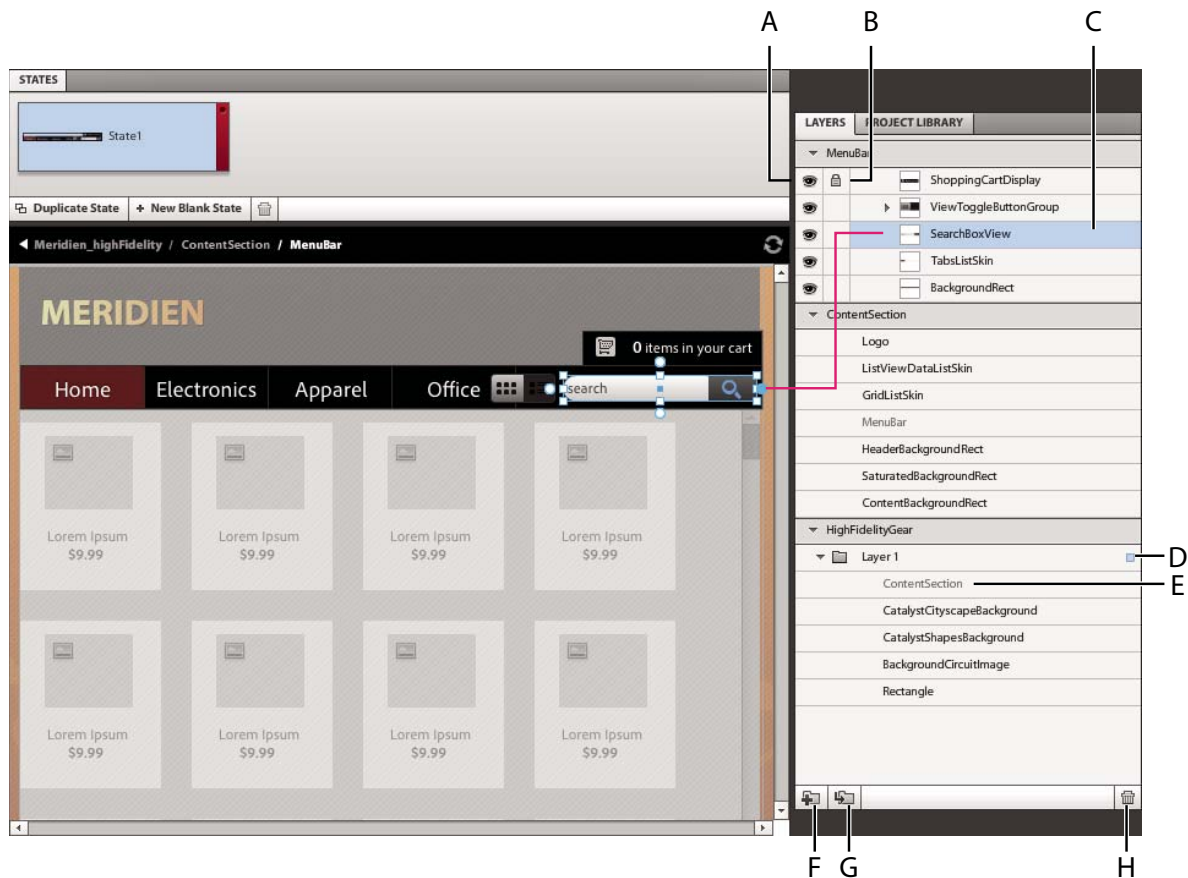 A B C
STATES
State1
Duplicate State + New Blank State
Meridien_highFidelity / ContentSection / MenuBar
MERIDIEN
0 items in your cart
Home Electronics Apparel Office search
Lorem Ipsum Lorem Ipsum Lorem Ipsum Lorem Ipsum
$9.99 $9.99 $9.99 $9.99
Lorem Ipsum Lorem Ipsum Lorem Ipsum Lorem Ipsum
$9.99 $9.99 $9.99 $9.99
LAYERS PROJECT LIBRARY
MenuBar
ShoppingCartDisplay
ViewToggleButtonGroup
SearchBoxView
TabsListSkin
BackgroundRect
ContentSection
Logo
ListViewDataListSkin
GridListSkin
MenuBar
HeaderBackgroundRect
SaturatedBackgroundRect
ContentBackgroundRect
HighFidelityGear
Layer 1 D
ContentSection E
CatalystCityscapeBackground
CatalystShapesBackground
BackgroundCircuitImage
Rectangle
F G H